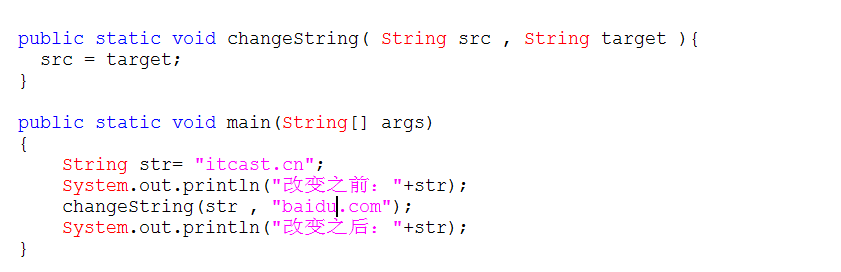 public static void changeString( String src , String target ){
src = target;
}
public static void main(String[] args)
{
String str= "itcast.cn";
System.out.println("改变之前: "+str);
changeString(str , "baidu.com");
System.out.println("改变之后: "+str);
}